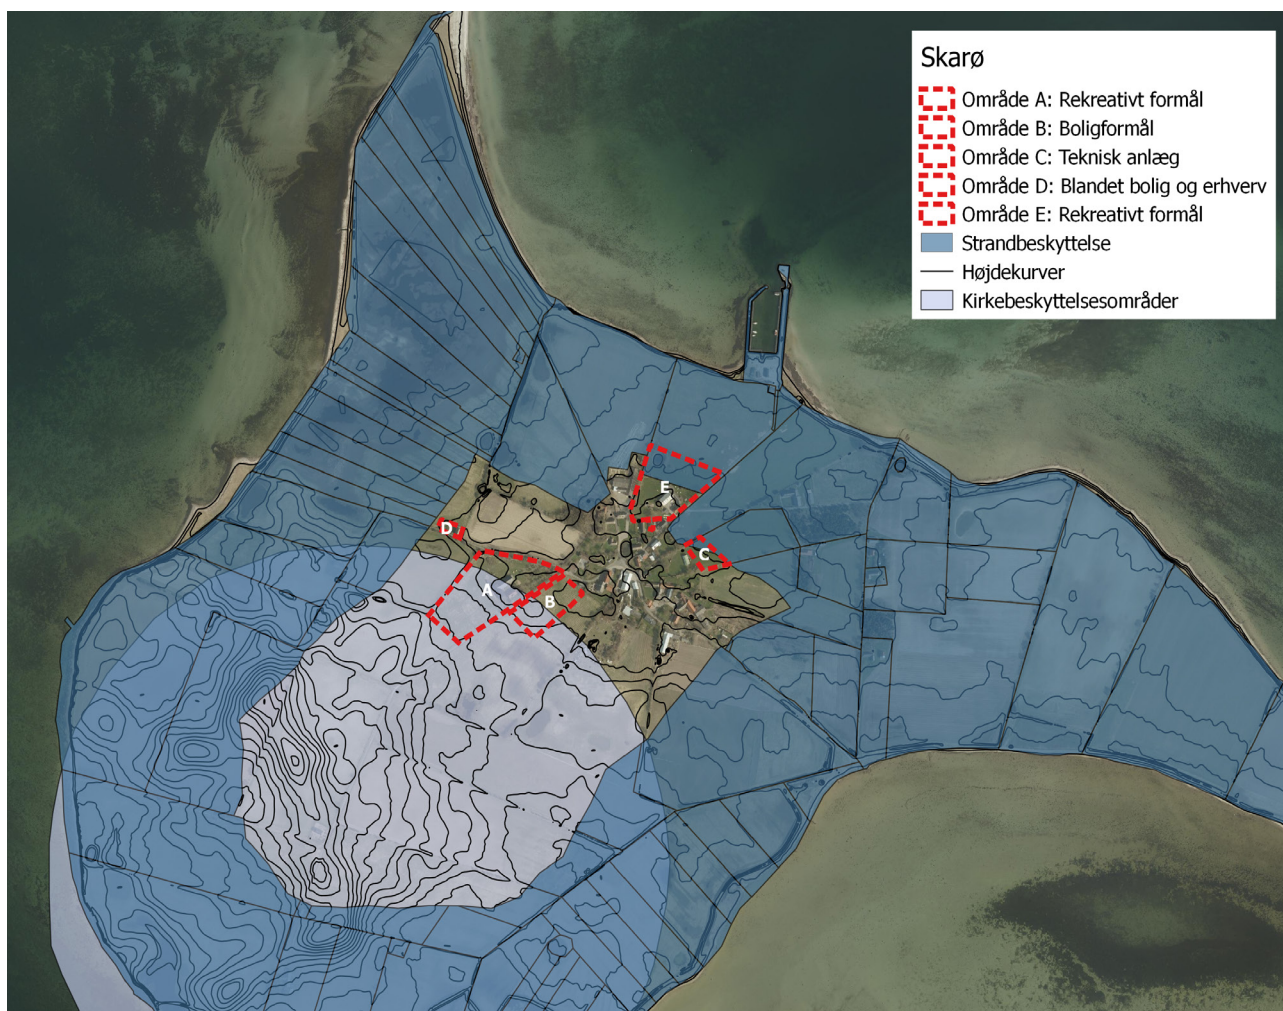 Skarø
Område A: Rekreativt formål
Område B: Boligformål
Område C: Teknisk anlæg
Område D: Blandet bolig og erhverv
Område E: Rekreativt formål
Strandbeskyttelse
Højdekurver
Kirkebeskyttelsesområder
E
D
C
A
B